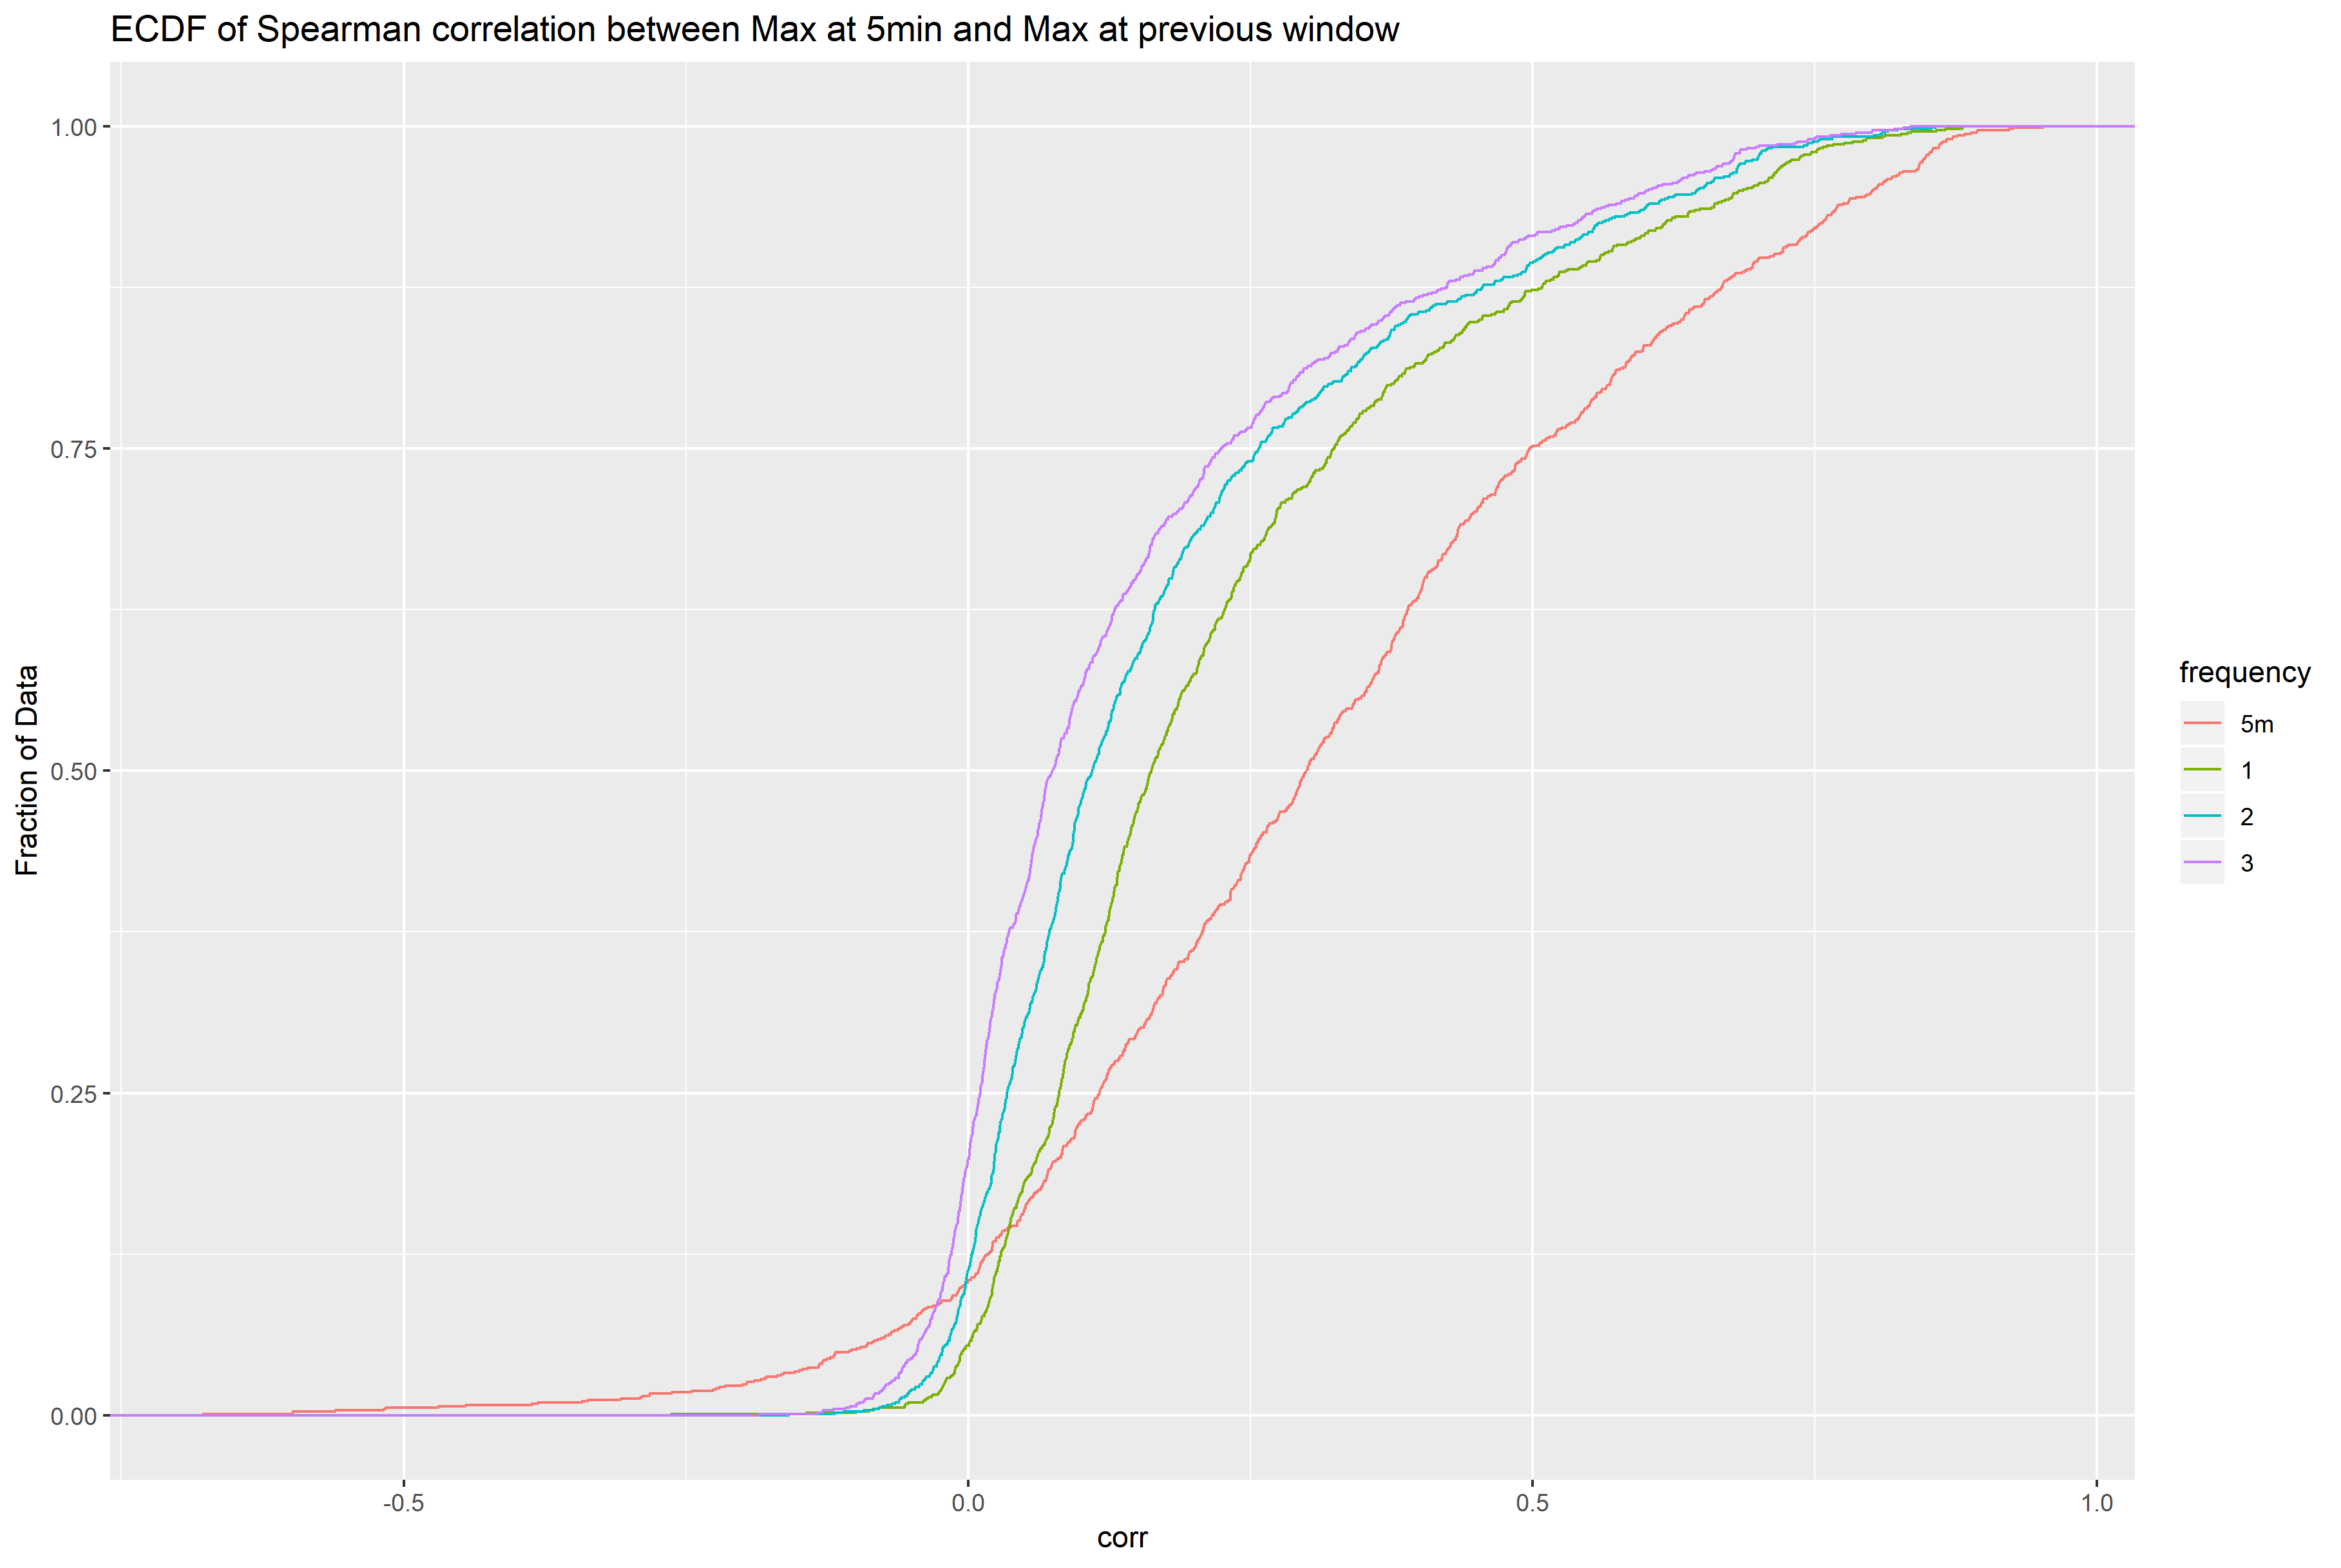 ECDF of Spearman correlation between Max at 5min and Max at previous window
Fraction of Data
1.00
0.75
0.50
0.25
0.00
-0.5
0.0
0.5
1.0
corr
frequency
5m
1
2
3